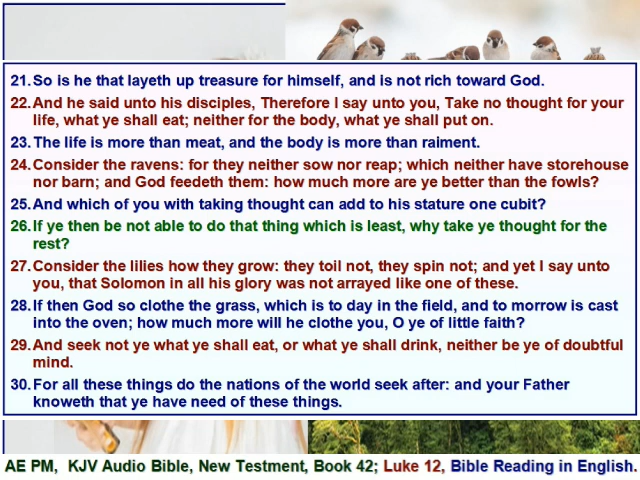 21. So is he that layeth up treasure for himself, and is not rich toward God.
22. And he said unto his disciples, Therefore I say unto you, Take no thought for your
life, what ye shall eat; neither for the body, what ye shall put on.
23. The life is more than meat, and the body is more than raiment.
24. Consider the ravens: for they neither sow nor reap; which neither have storehouse
nor barn; and God feedeth them: how much more are ye better than the fowls?
25. And which of you with taking thought can add to his stature one cubit?
26. If ye then be not able to do that thing which is least, why take ye thought for the
rest?
27. Consider the lilies how they grow: they toil not, they spin not; and yet I say unto
you, that Solomon in all his glory was not arrayed like one of these.
28. If then God so clothe the grass, which is to day in the field, and to morrow is cast
into the oven; how much more will he clothe you, O ye of little faith?
29. And seek not ye what ye shall eat, or what ye shall drink, neither be ye of doubtful
mind.
30. For all these things do the nations of the world seek after: and your Father
knoweth that ye have need of these things.
AE PM, KJV Audio Bible, New Testment, Book 42; Luke 12, Bible Reading in English.